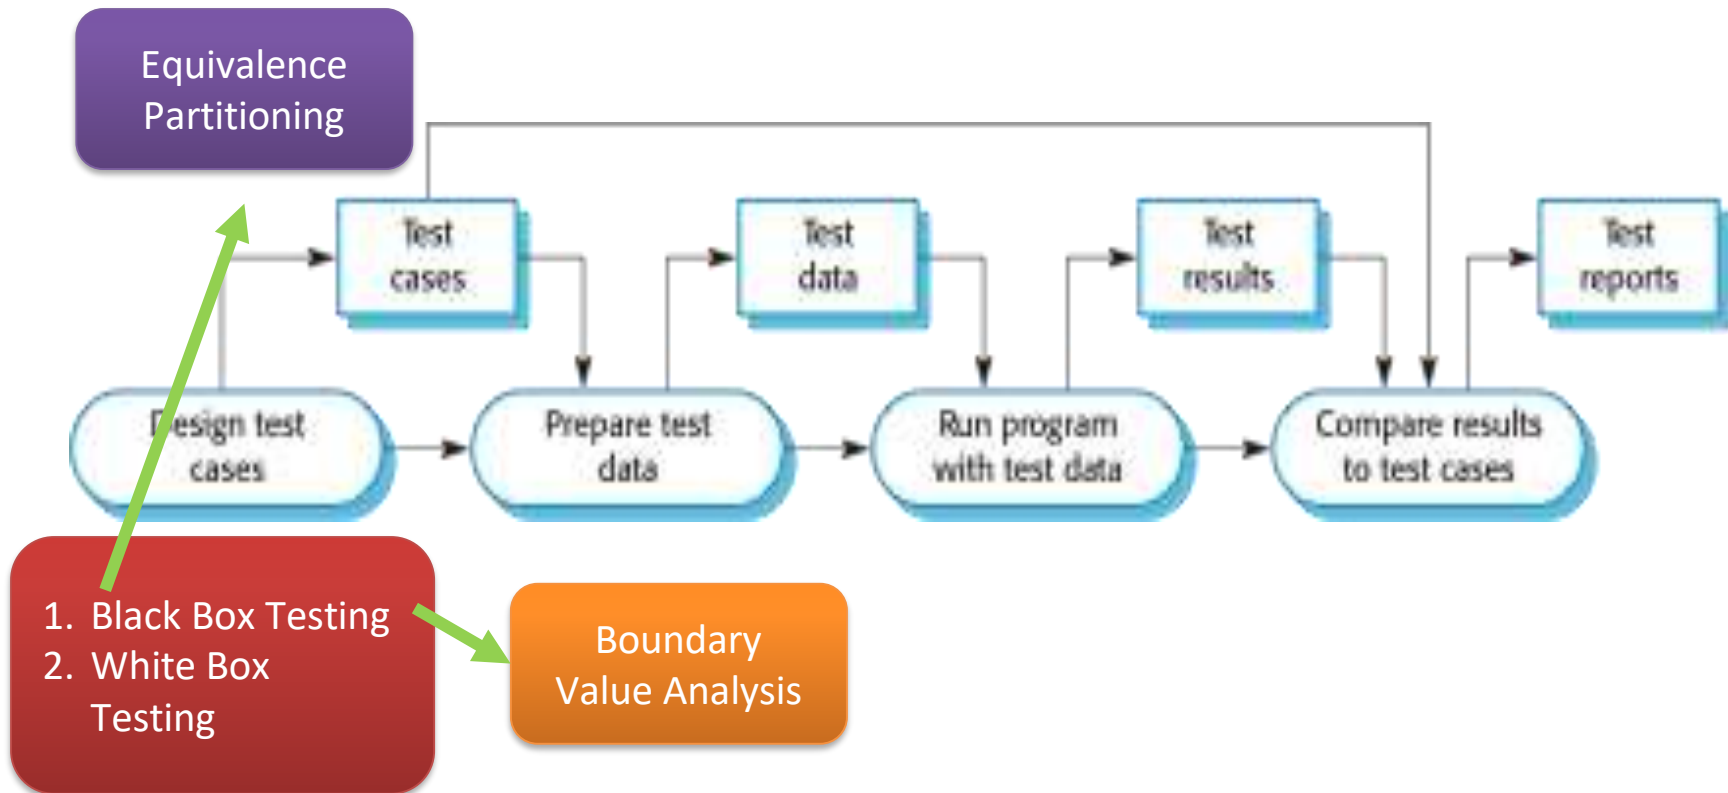 Equivalence
Partitioning
Test
cases
Test
data
Test
results
Test
reports
Design test
cases
Prepare test
data
Run program
with test data
Compare results
to test cases
1. Black Box Testing
2. White Box
Testing
Boundary
Value Analysis